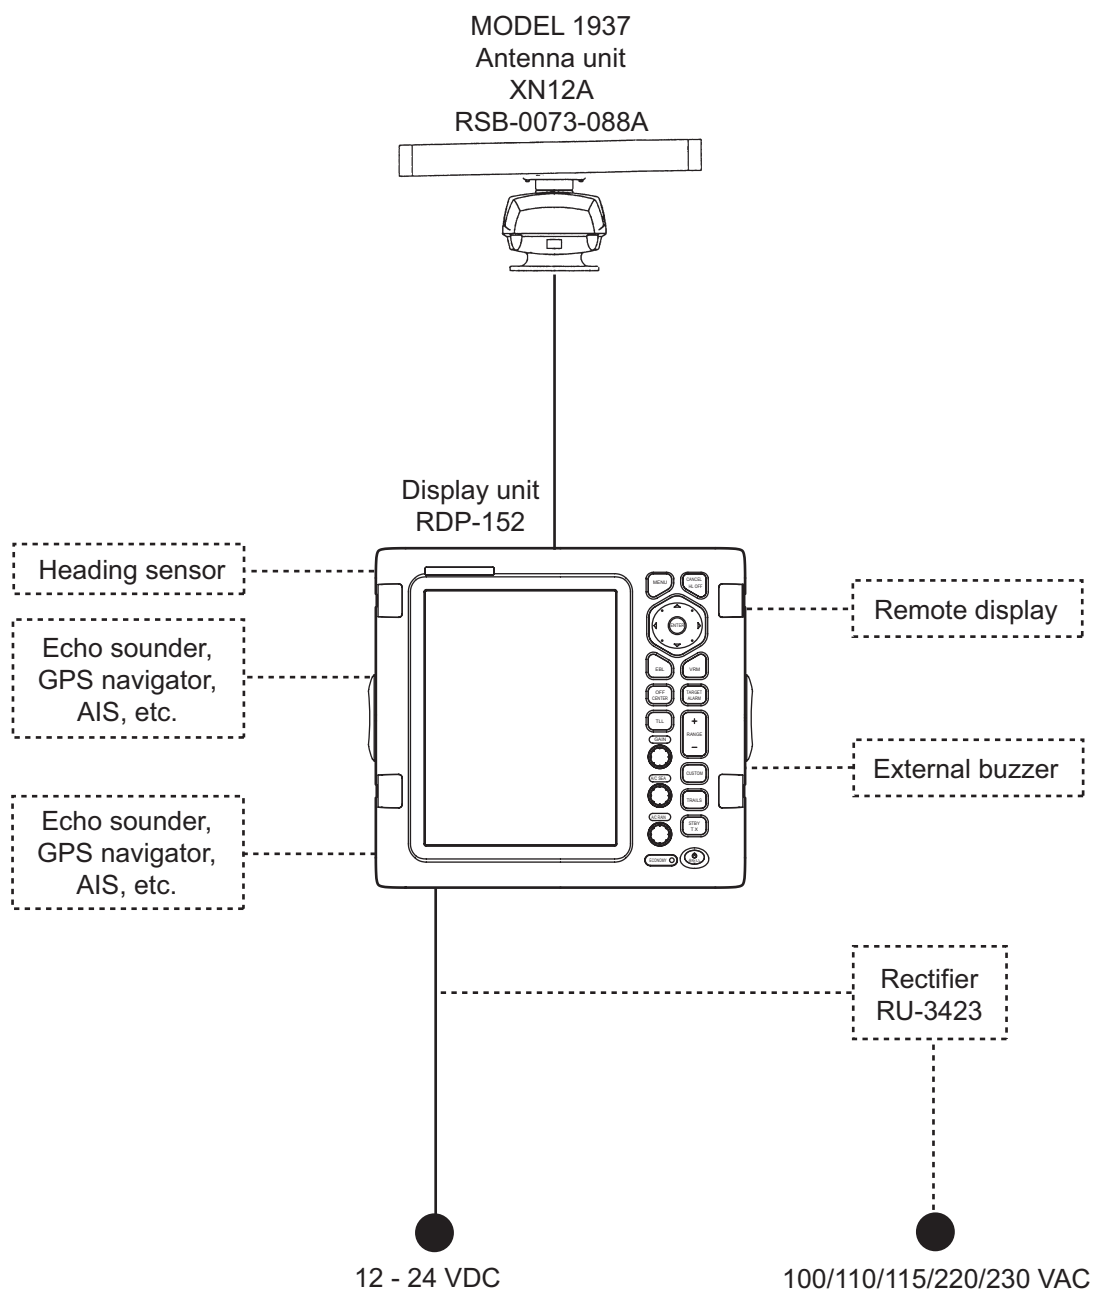 MODEL 1937
Antenna unit
XN12A
RSB-0073-088A
Display unit
RDP-152
Heading sensor
Echo sounder,
GPS navigator,
AIS, etc.
Echo sounder,
GPS navigator,
AIS, etc.
MENU
CANCEL
HL OFF
ENTER
EBL
VRM
OFF
CENTER
TARGET
ALARM
TLL
+
RANGE
−
GAIN
CUSTOM
A/C SEA
TRAILS
A/C RAIN
STBY
TX
ECONOMY
Remote display
External buzzer
Rectifier
RU-3423
12 - 24 VDC
100/110/115/220/230 VAC